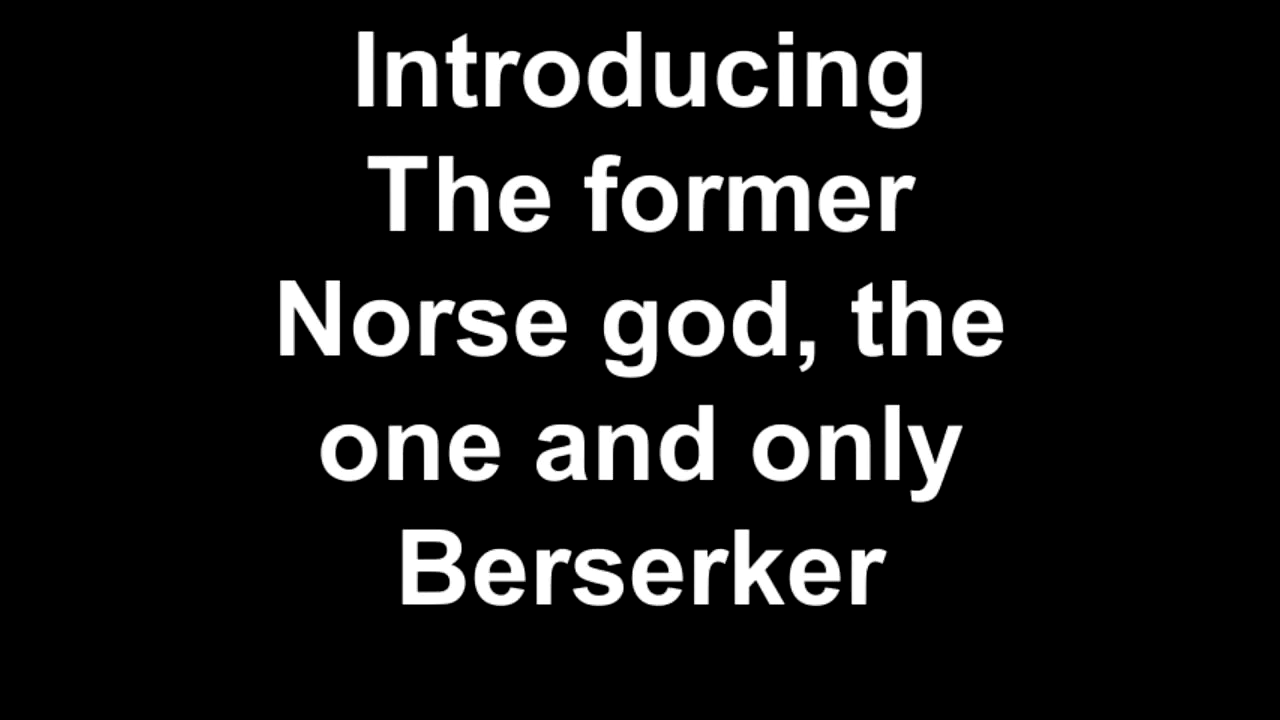 Introducing
The former
Norse god, the
one and only
Berserker